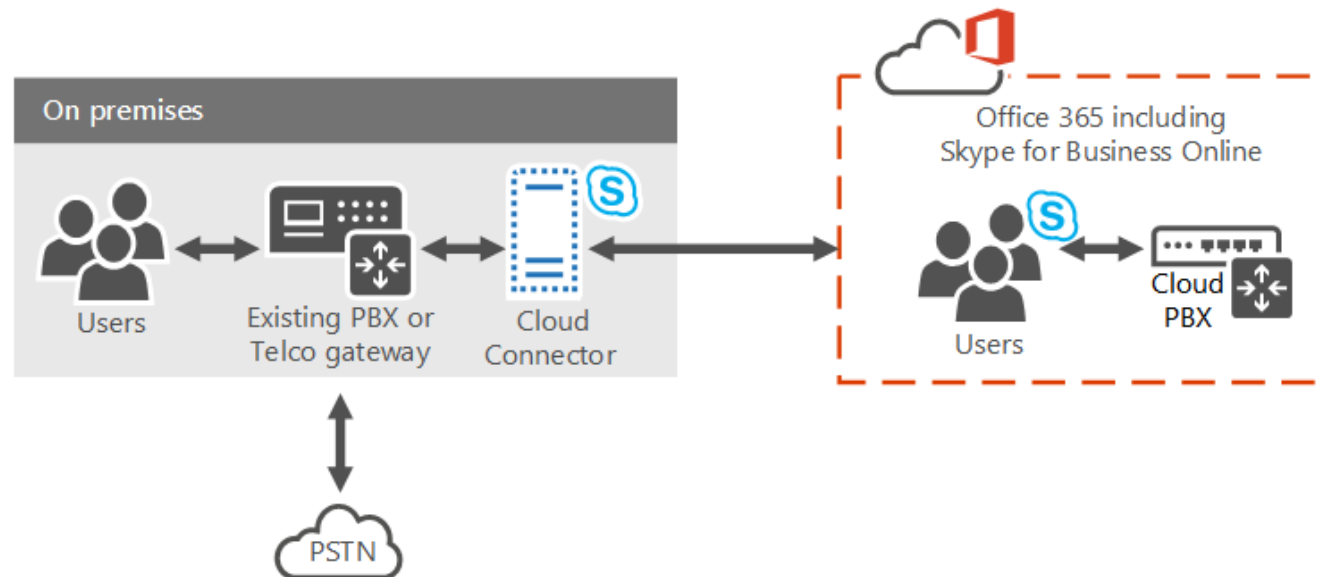 On premises
Users
Existing PBX or
Telco gateway
Cloud
Connector
PSTN
Office 365 including
Skype for Business Online
Users
Cloud
PBX
S
S